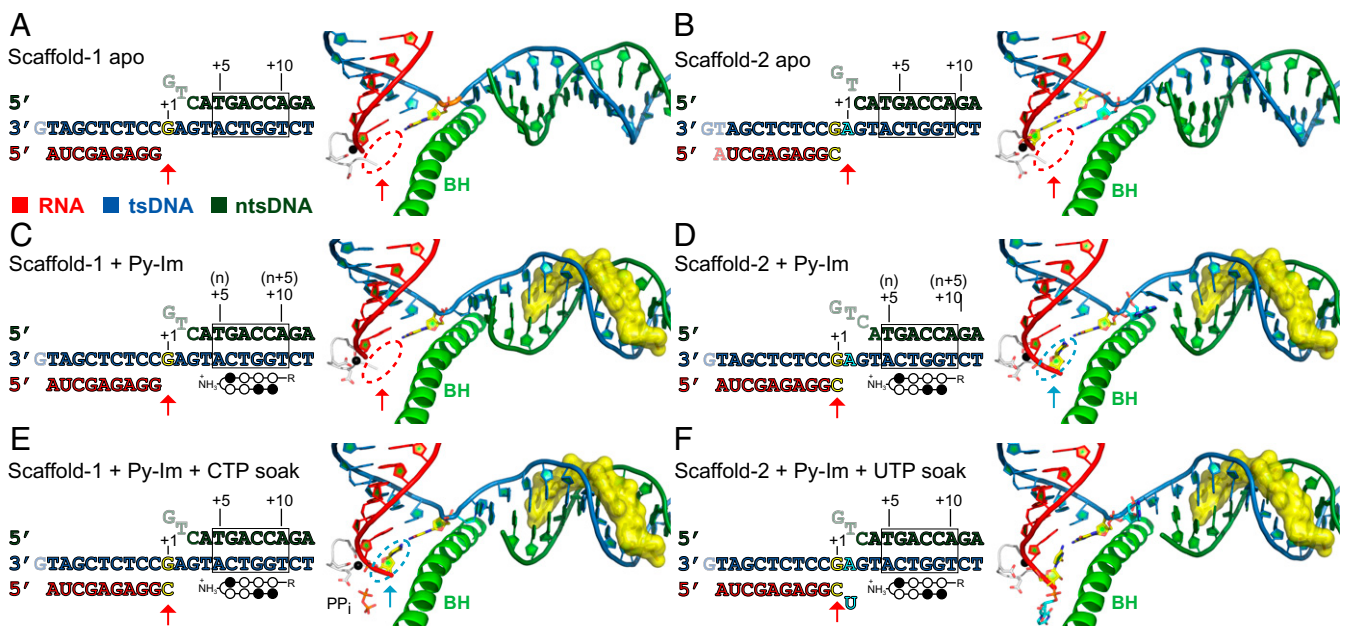 A
Scaffold-1 apo
+5 +10
G
T
+1
5′ CATGACCAGA
3′ GTAGCTCTCCGAGTACTGGTCT
5′ AUCGAGAGG
BH
RNA tsDNA ntsDNA
B
Scaffold-2 apo
+5 +10
G
T
+1
5′ CATGACCAGA
3′ GTAGCTCTCCGAGTACTGGTCT
5′ AUCGAGAGGC
BH
C
Scaffold-1 + Py-Im
(n) (n+5)
+5 +10
G
T
+1
5′ CATGACCAGA
3′ GTAGCTCTCCGAGTACTGGTCT
5′ AUCGAGAGG
+
NH3 R
BH
D
Scaffold-2 + Py-Im
(n) (n+5)
+5 +10
G
T
C
+1
5′ ATGACCAGA
3′ GTAGCTCTCCGAGTACTGGTCT
5′ AUCGAGAGGC
+
NH3 R
BH
E
Scaffold-1 + Py-Im + CTP soak
+5 +10
G
T
+1
5′ CATGACCAGA
3′ GTAGCTCTCCGAGTACTGGTCT
5′ AUCGAGAGGC
+
NH3 R
PPi
BH
F
Scaffold-2 + Py-Im + UTP soak
+5 +10
G
T
+1
5′ CATGACCAGA
3′ GTAGCTCTCCGAGTACTGGTCT
5′ AUCGAGAGGC
U
+
NH3 R
BH